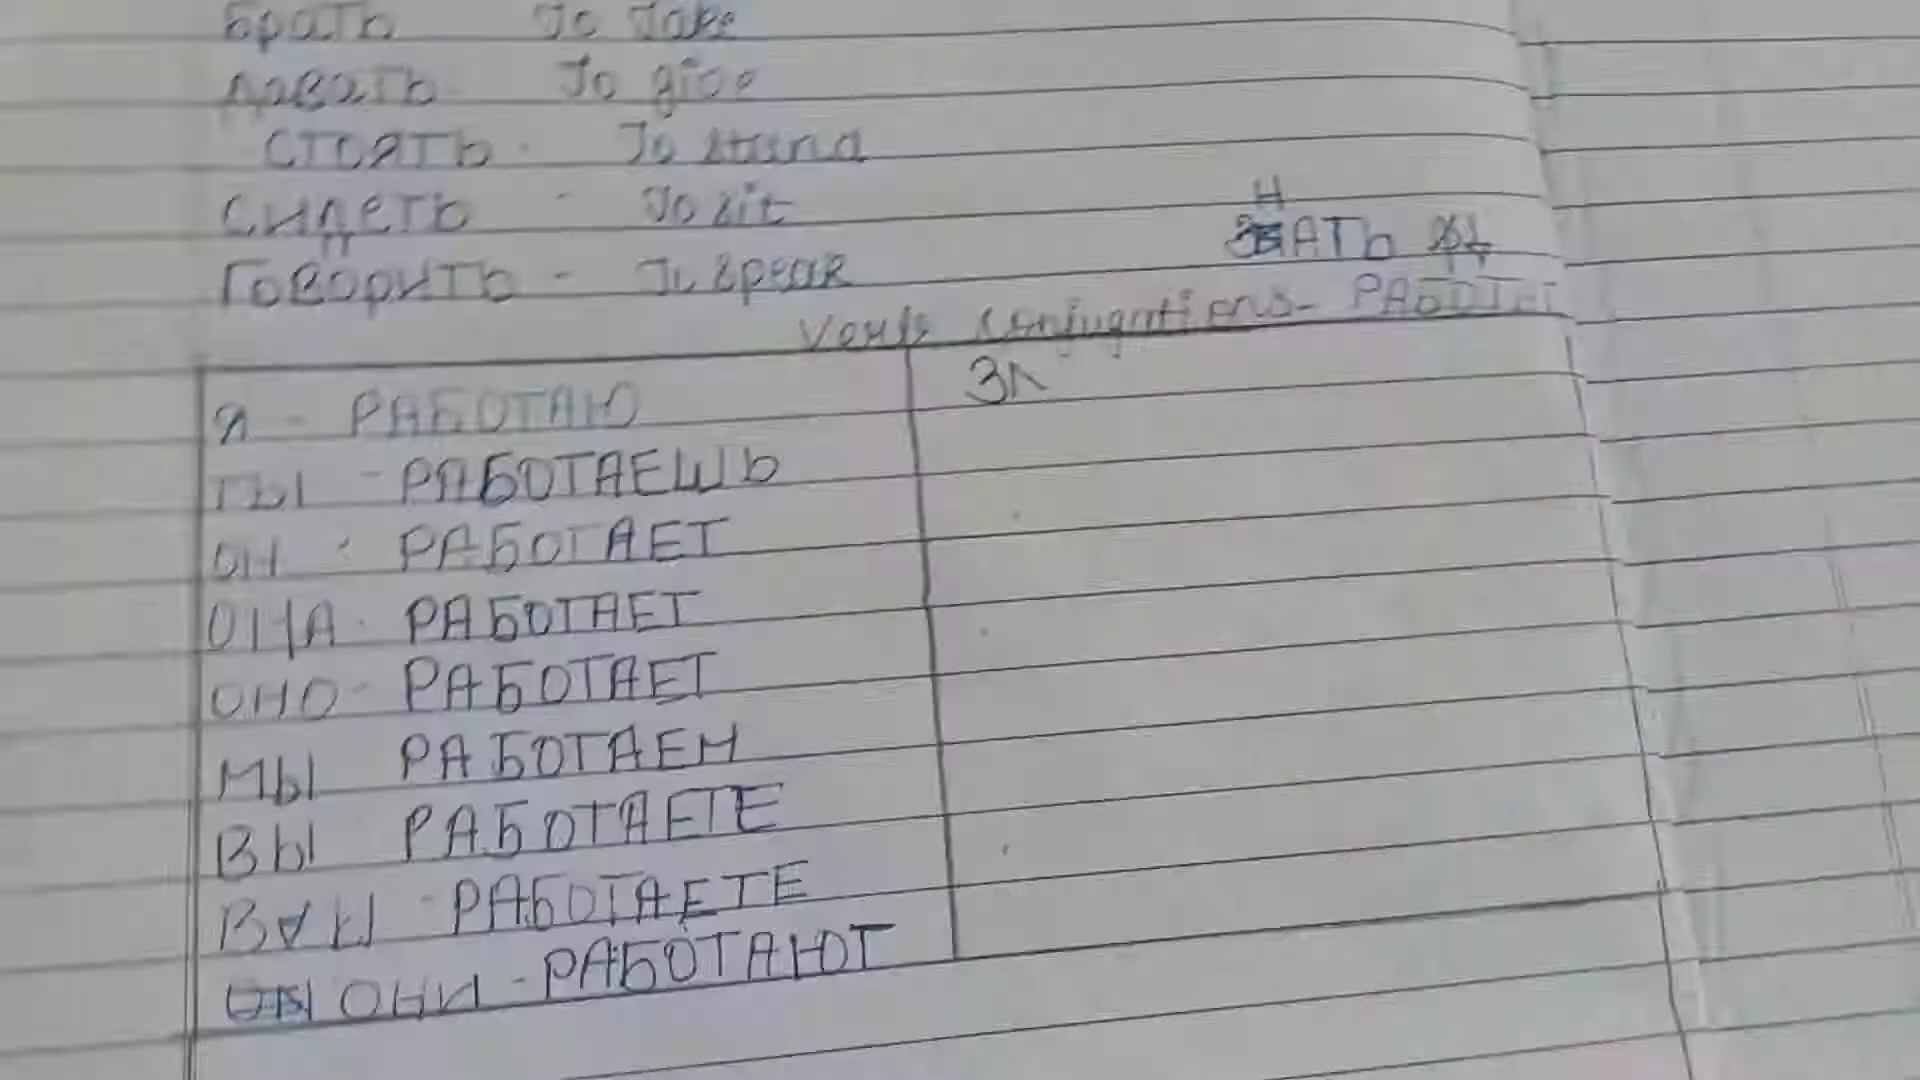 Брать To Take
Давать To give
СТОЯТЬ - To stand
СИДЕТЬ - To sit
ГОВОРИТЬ - To speak
ЗНАТЬ
Verb conjugations - РАБОТАТ
Я - РАБОТАЮ ЗА
ТЫ - РАБОТАЕШЬ
ОН - РАБОТАЕТ
ОНА - РАБОТАЕТ
ОНО - РАБОТАЕТ
МЫ РАБОТАЕМ
ВЫ РАБОТАЕТЕ
- РАБОТАЕТЕ
ОНИ - РАБОТАЮТ